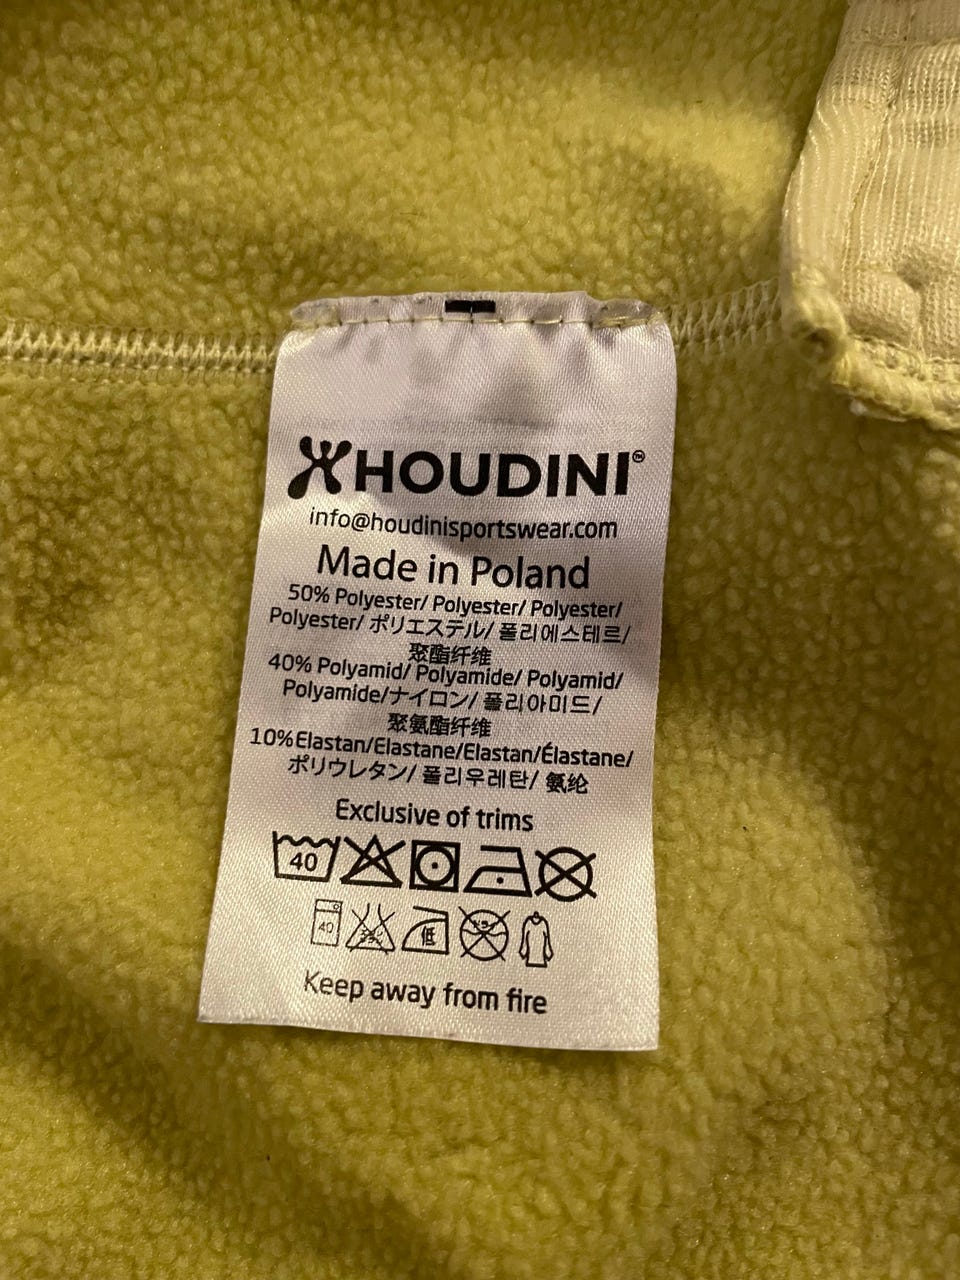 HOUDINI™
info@houdinisportswear.com
Made in Poland
50% Polyester/ Polyester/ Polyester/
Polyester/ ポリエステル/ 폴리에스테르/
聚酯纤维
40% Polyamid/ Polyamide/ Polyamid/
Polyamide/ナイロン/ 폴리아미드/
聚氨酯纤维
10%Elastan/Elastane/Elastan/Élastane/
ポリウレタン/ 폴리우레탄/ 氨纶
Exclusive of trims
40
40 低
Keep away from fire